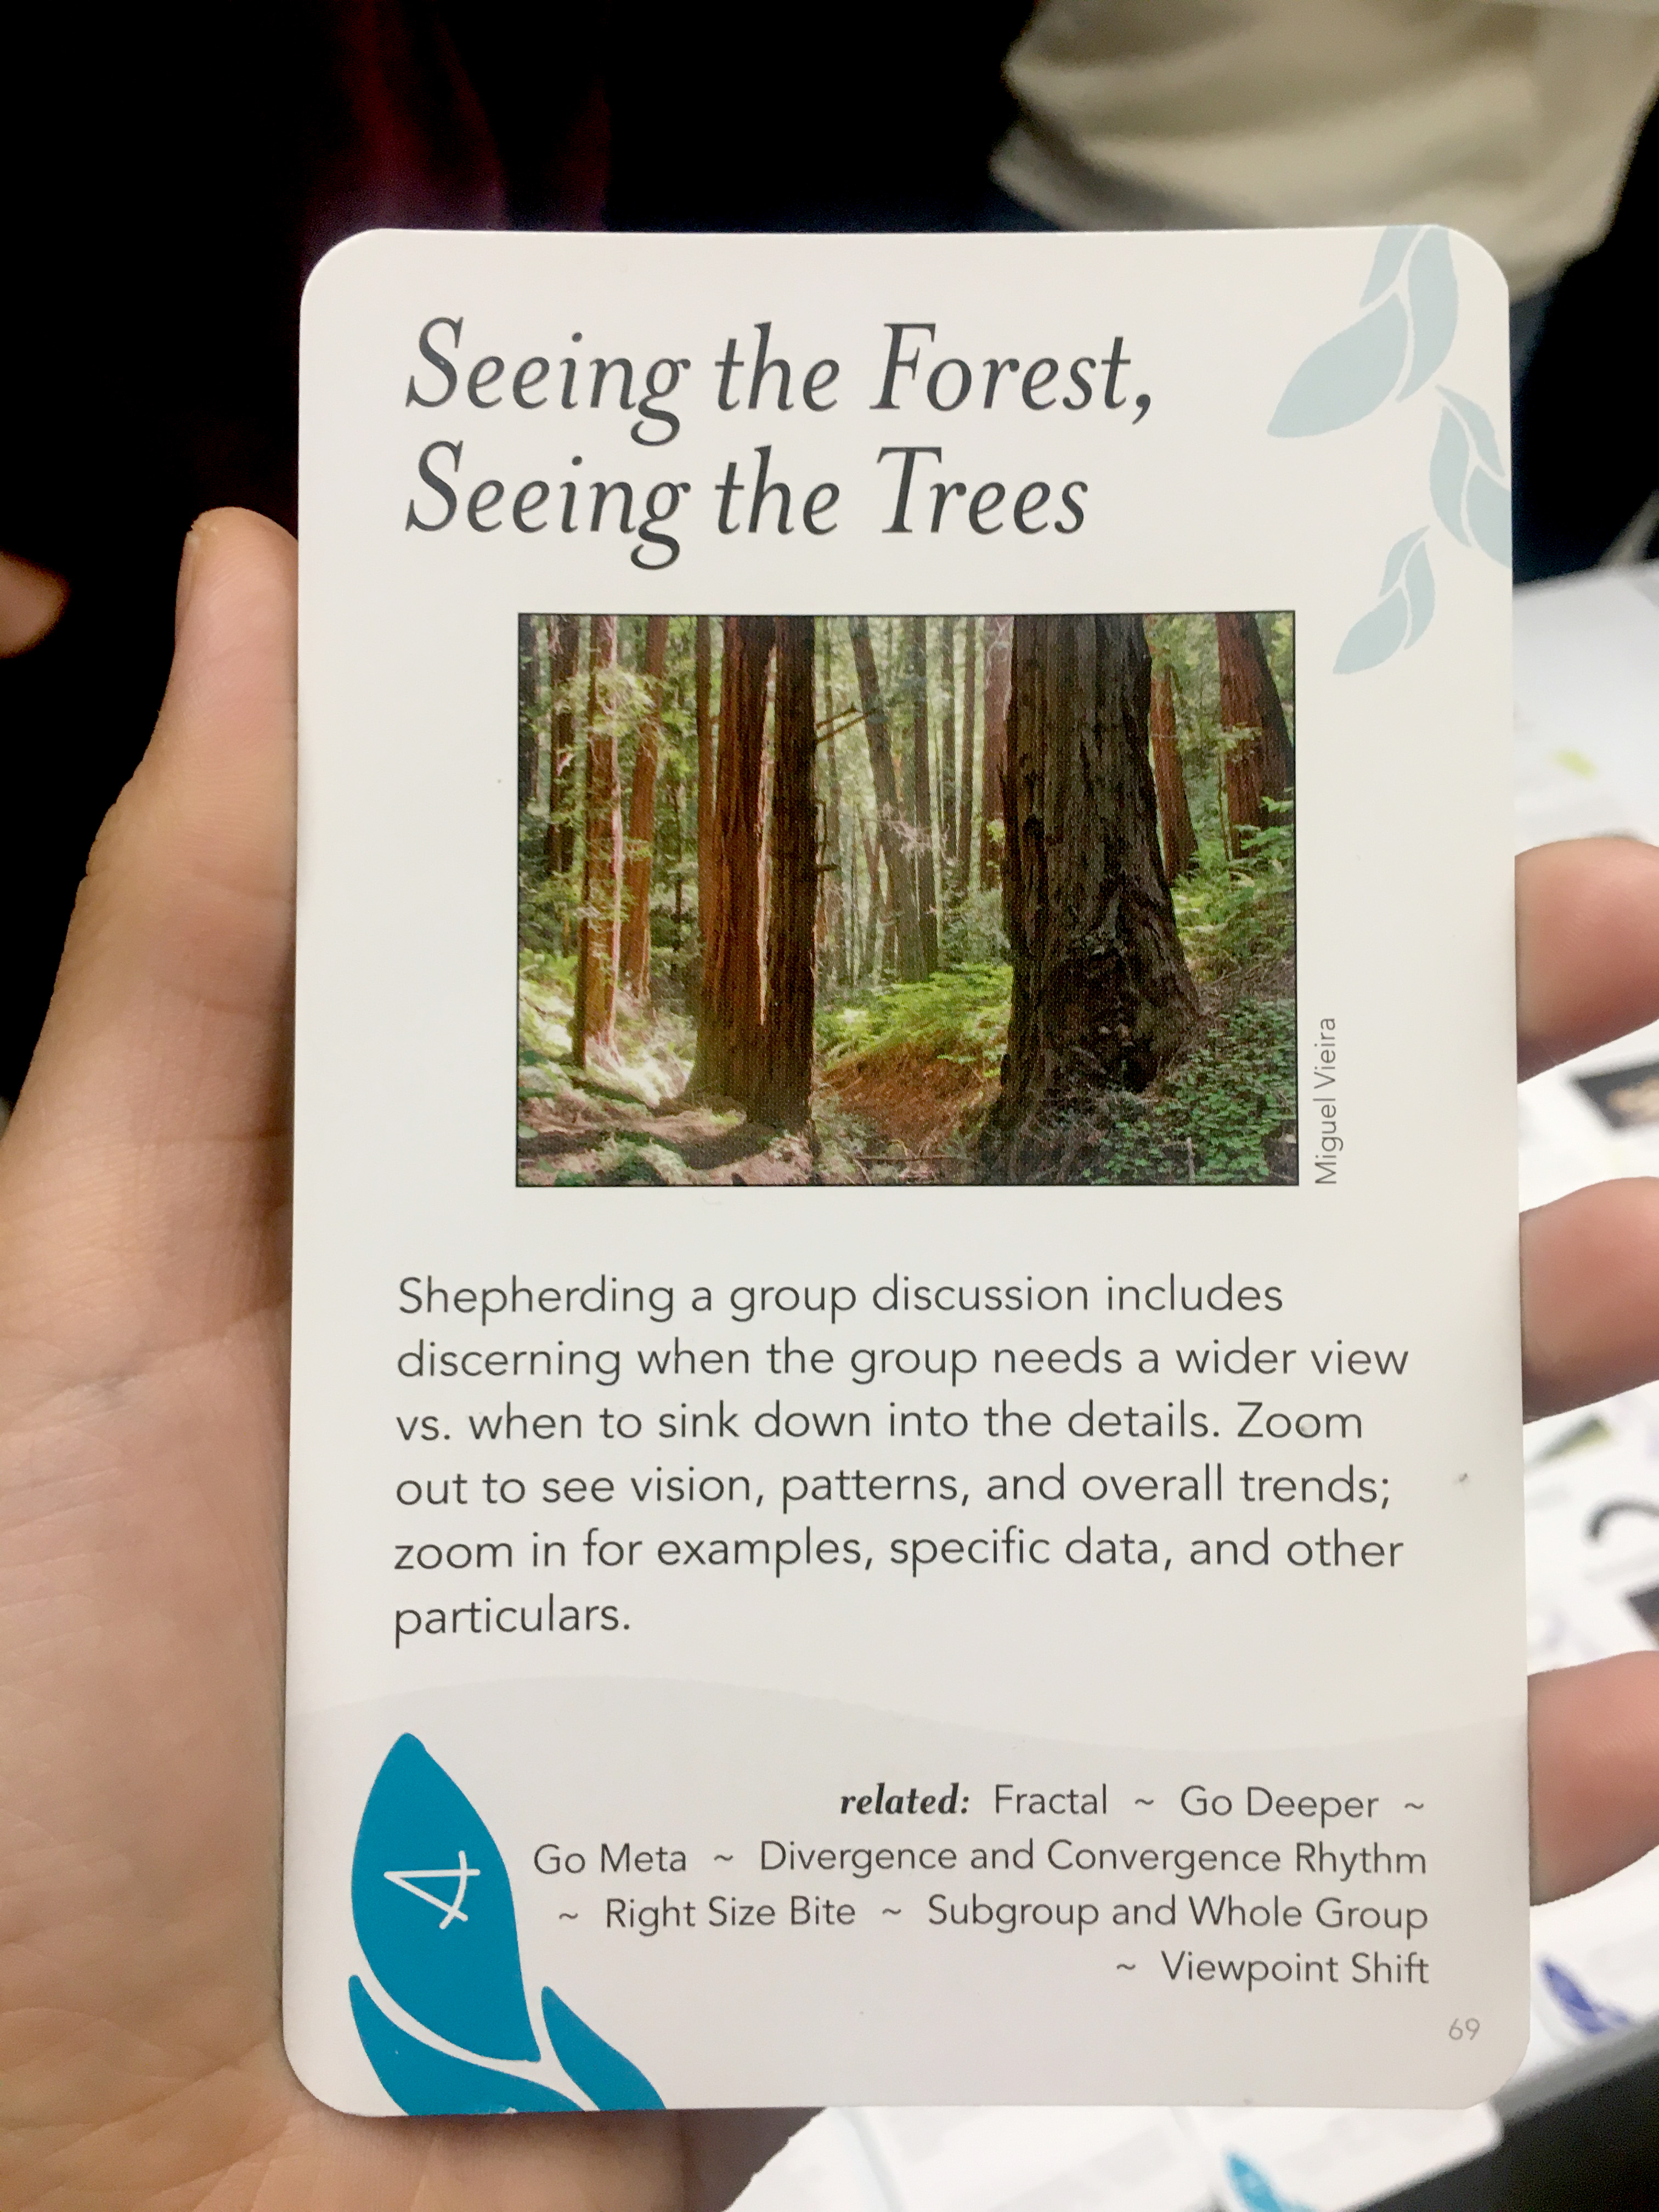 Seeing the Forest,
Seeing the Trees
Miguel Vieira
Shepherding a group discussion includes
discerning when the group needs a wider view
vs. when to sink down into the details. Zoom
out to see vision, patterns, and overall trends;
zoom in for examples, specific data, and other
particulars.
related: Fractal ~ Go Deeper ~
Go Meta ~ Divergence and Convergence Rhythm
~ Right Size Bite ~ Subgroup and Whole Group
~ Viewpoint Shift
69